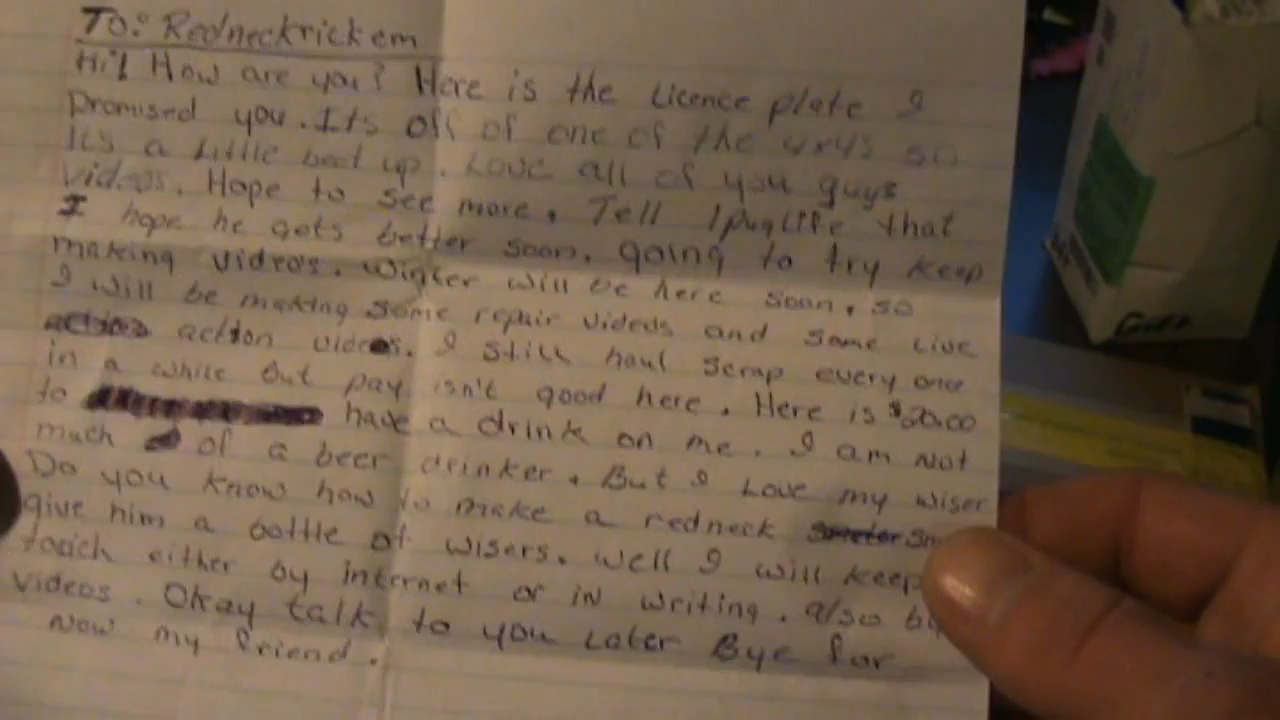 To: Redneckrickem
Hi! How are you? Here is the Licence plate I
Promised you. Its off of one of the 4x4s so
It's a Little beat up. Love all of you guys
videos. Hope to see more. Tell 1puglife that
I hope he gets better soon. going to try keep
making videos. Winter will be here soon. so
I will be making some repair videos and some Live
action videos. I still haul scrap every once
in a while but pay isn't good here. Here is $20.00
to have a drink on me. I am Not
much of a beer drinker. But I Love my wiser
Do you know how to make a redneck
give him a bottle of wisers. Well I will keep
touch either by internet or in writing. also by
videos. Okay talk to you Later Bye for
Now my friend.